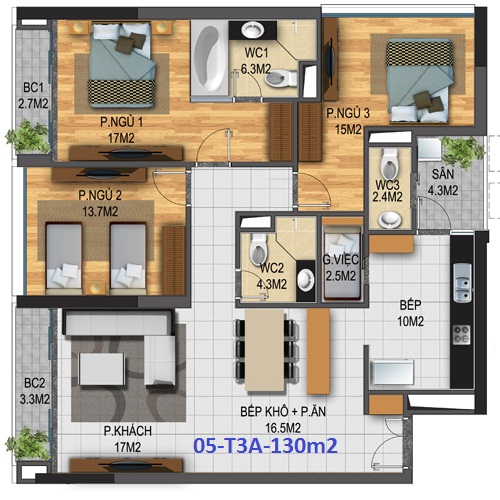 WC1
6.3M2
BC1
2.7M2
P.NGỦ 1
17M2
P.NGỦ 3
15M2
P.NGỦ 2
13.7M2
WC3
2.4M2
SÂN
4.3M2
WC2
4.3M2
G.VIỆC
2.5M2
BẾP
10M2
BC2
3.3M2
P.KHÁCH
17M2
BẾP KHÔ + P.ĂN
16.5M2
05-T3A-130m2